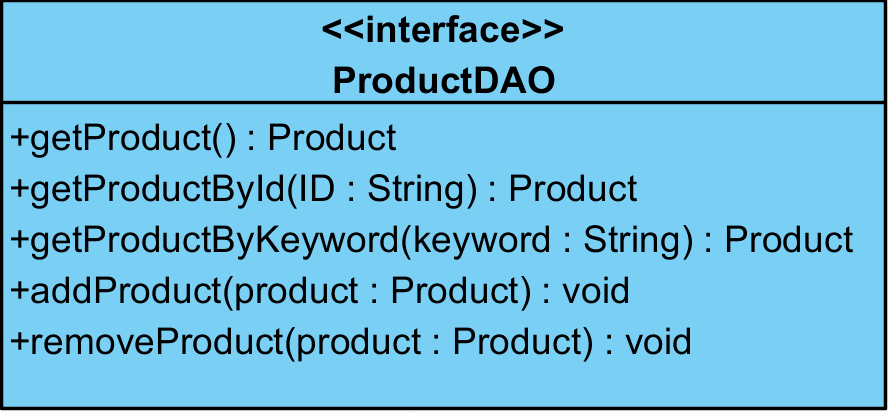 <<interface>>
ProductDAO
+getProduct() : Product
+getProductById(ID : String) : Product
+getProductByKeyword(keyword : String) : Product
+addProduct(product : Product) : void
+removeProduct(product : Product) : void